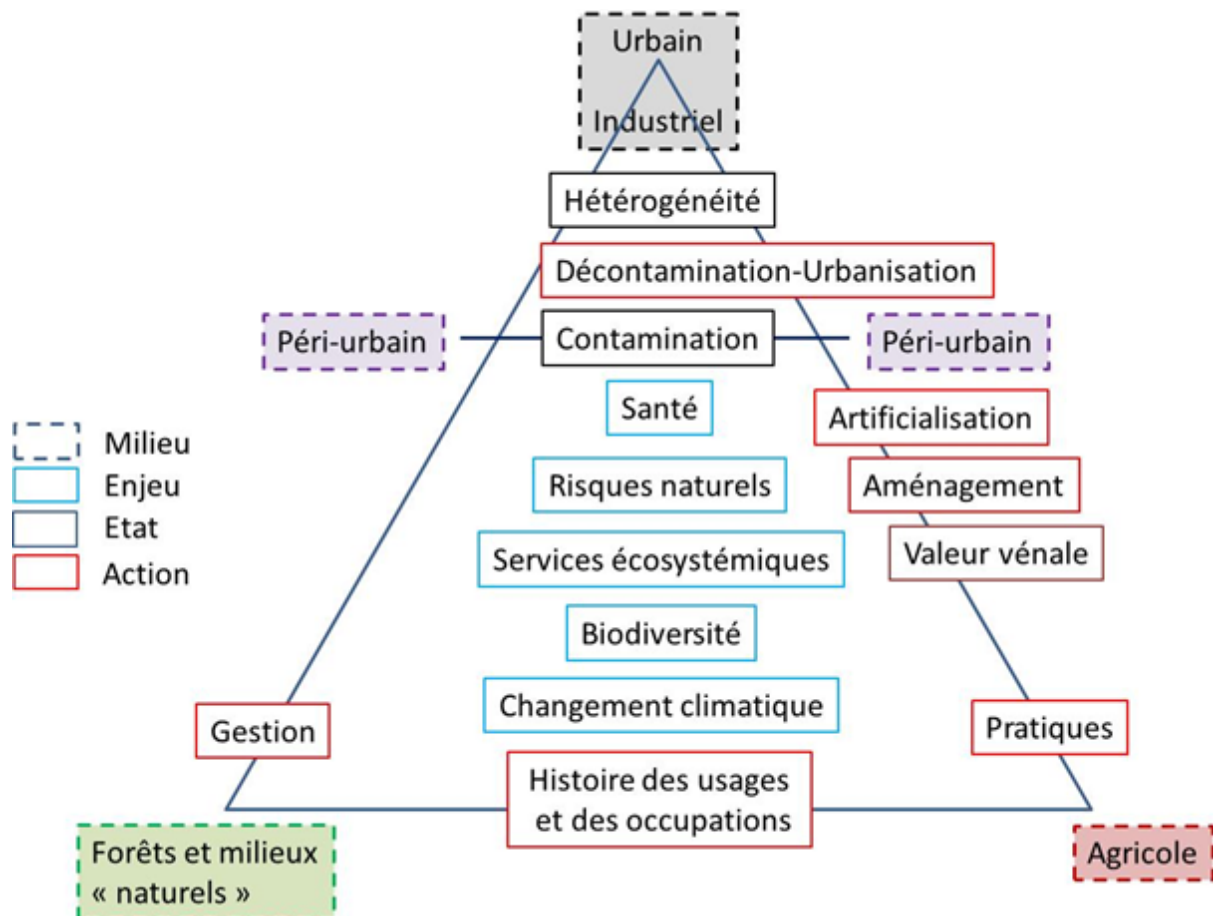 Urbain
Industriel
Hétérogénéité
Décontamination-Urbanisation
Péri-urbain
Contamination
Péri-urbain
Santé
Artificialisation
Milieu
Enjeu
Etat
Action
Risques naturels
Aménagement
Services écosystémiques
Valeur vénale
Biodiversité
Changement climatique
Gestion
Pratiques
Histoire des usages
et des occupations
Forêts et milieux
« naturels »
Agricole